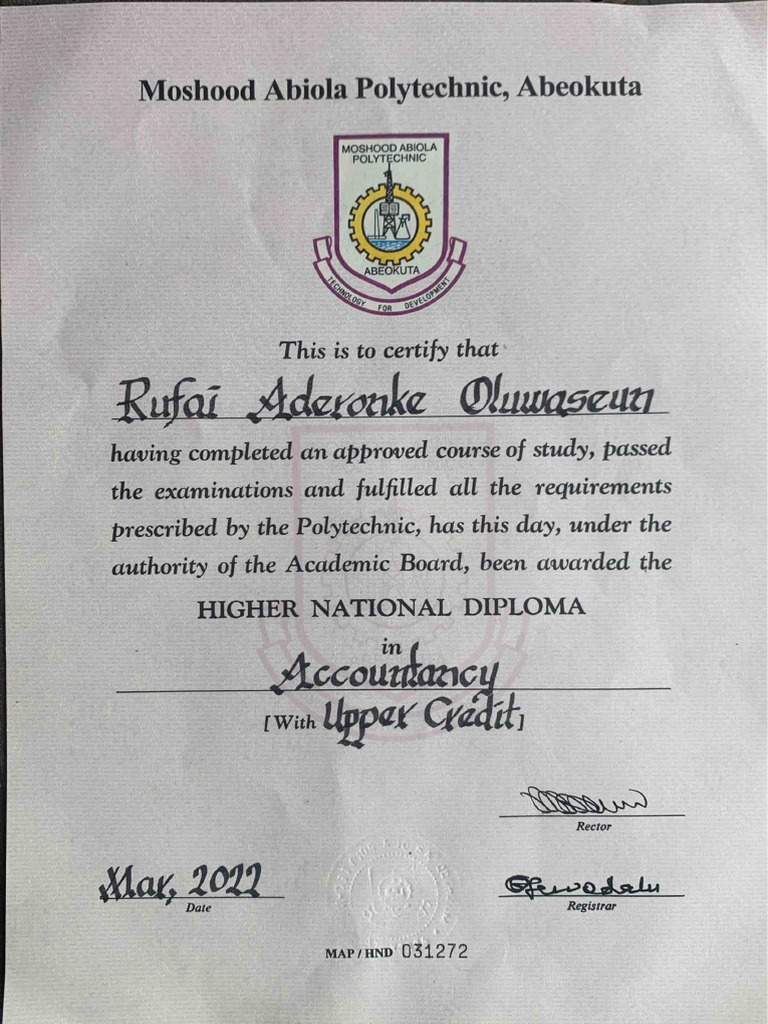 Moshood Abiola Polytechnic, Abeokuta
MOSHOOD ABIOLA
POLYTECHNIC
ABEOKUTA
TECHNOLOGY FOR DEVELOPMENT
This is to certify that
Rufai Aderonke Oluwaseun
having completed an approved course of study, passed
the examinations and fulfilled all the requirements
prescribed by the Polytechnic, has this day, under the
authority of the Academic Board, been awarded the
HIGHER NATIONAL DIPLOMA
in
Accountancy
[With Upper Credit]
Rector
Mar, 2022
Date
Registrar
MAP / HND 031272